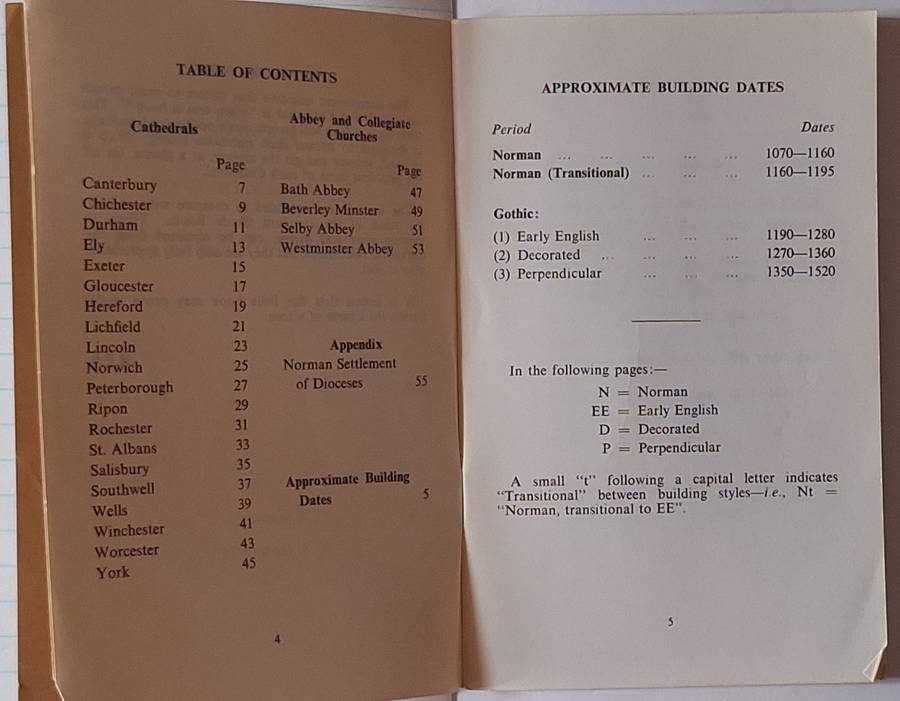 TABLE OF CONTENTS
Cathedrals
Page
Canterbury 7
Chichester 9
Durham 11
Ely 13
Exeter 15
Gloucester 17
Hereford 19
Lichfield 21
Lincoln 23
Norwich 25
Peterborough 27
Ripon 29
Rochester 31
St. Albans 33
Salisbury 35
Southwell 37
Wells 39
Winchester 41
Worcester 43
York 45
Abbey and Collegiate
Churches
Page
Bath Abbey 47
Beverley Minster 49
Selby Abbey 51
Westminster Abbey 53
Appendix
Norman Settlement
of Dioceses 55
Approximate Building
Dates 5
4
APPROXIMATE BUILDING DATES
Period Dates
Norman ... ... ... ... ... 1070—1160
Norman (Transitional) ... ... ... 1160—1195
Gothic:
(1) Early English ... ... ... 1190—1280
(2) Decorated ... ... ... ... 1270—1360
(3) Perpendicular ... ... ... 1350—1520
In the following pages:—
N = Norman
EE = Early English
D = Decorated
P = Perpendicular
A small "t" following a capital letter indicates
"Transitional" between building styles—i.e., Nt =
"Norman, transitional to EE".
5